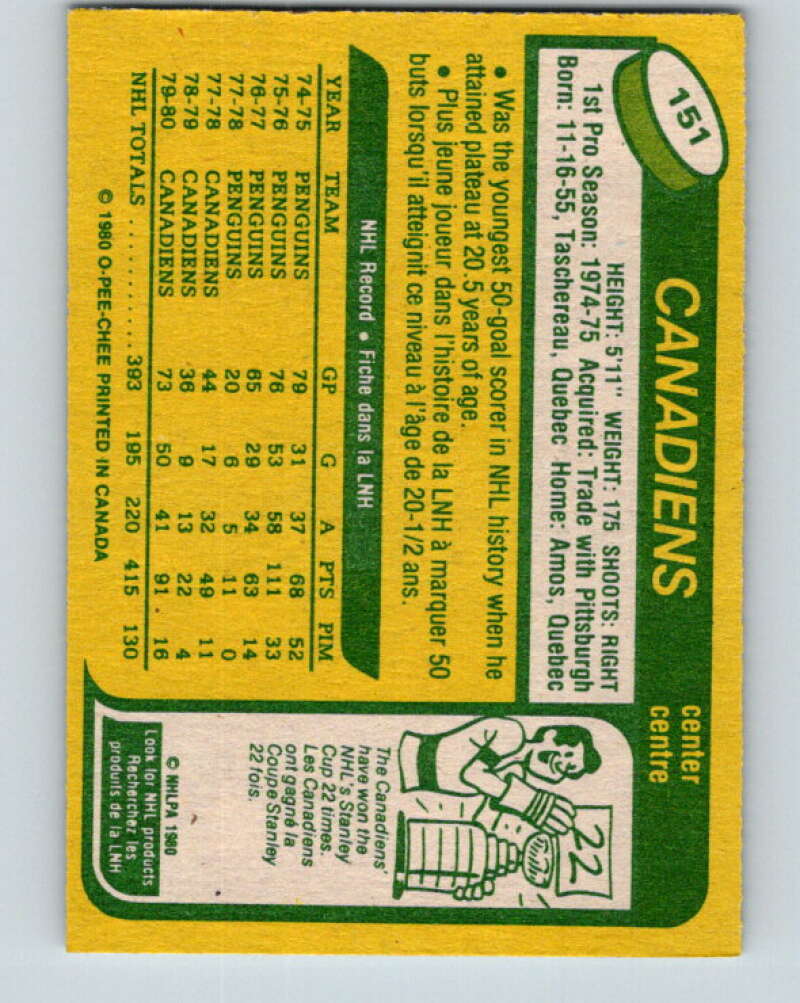 151
CANADIENS
center
centre
HEIGHT: 5'11" WEIGHT: 175 SHOOTS: RIGHT
1st Pro Season: 1974-75 Acquired: Trade with Pittsburgh
Born: 11-16-55, Taschereau, Quebec Home: Amos, Quebec
• Was the youngest 50-goal scorer in NHL history when he
attained plateau at 20.5 years of age.
• Plus jeune joueur dans l'histoire de la LNH à marquer 50
buts lorsqu'il atteignit ce niveau à l'âge de 20-1/2 ans.
NHL Record • Fiche dans la LNH
YEAR TEAM GP G A PTS PIM
74-75 PENGUINS 79 31 37 68 52
75-76 PENGUINS 76 53 58 111 33
76-77 PENGUINS 65 29 34 63 14
77-78 PENGUINS 20 6 5 11 0
77-78 CANADIENS 44 17 32 49 11
78-79 CANADIENS 36 9 13 22 4
79-80 CANADIENS 73 50 41 91 16
NHL TOTALS ........... 393 195 220 415 130
© 1980 O-PEE-CHEE PRINTED IN CANADA
22
The Canadiens'
have won the
NHL's Stanley
Cup 22 times.
Les Canadiens
ont gagné la
Coupe Stanley
22 fois.
© NHLPA 1980
Look for NHL products
Recherchez les
produits de la LNH